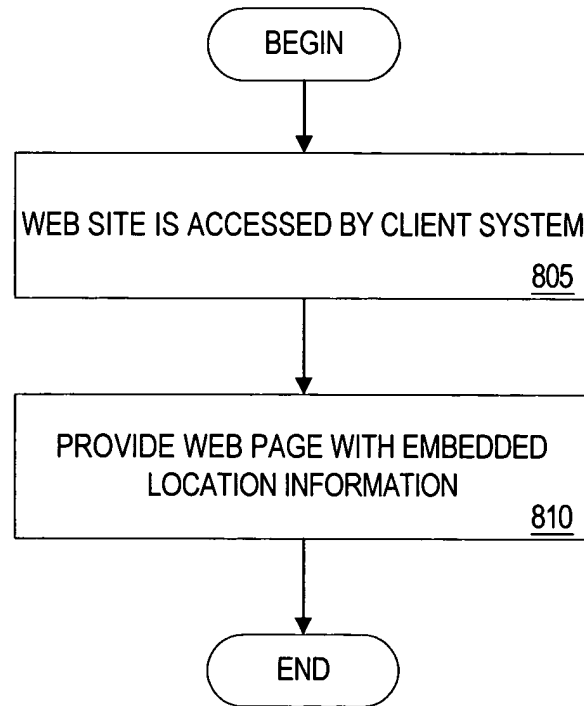 BEGIN
WEB SITE IS ACCESSED BY CLIENT SYSTEM
805
PROVIDE WEB PAGE WITH EMBEDDED
LOCATION INFORMATION
810
END